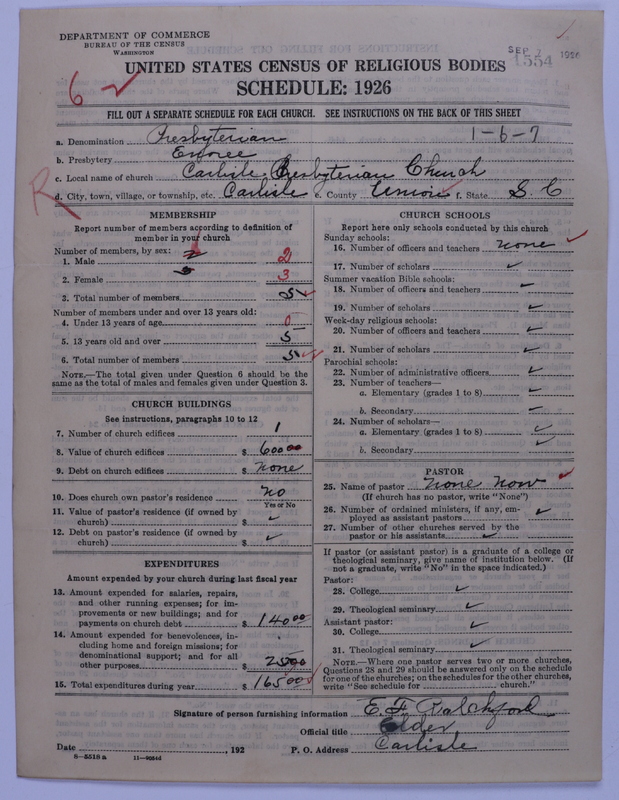 DEPARTMENT OF COMMERCE
BUREAU OF THE CENSUS
WASHINGTON
SEP 2 1926
1554
UNITED STATES CENSUS OF RELIGIOUS BODIES
SCHEDULE: 1926
FILL OUT A SEPARATE SCHEDULE FOR EACH CHURCH. SEE INSTRUCTIONS ON THE BACK OF THIS SHEET
1-6-7
a. Denomination Presbyterian
b. Presbytery Enoree
c. Local name of church Carlisle Presbyterian Church
R d. City, town, village, or township, etc. Carlisle e. County Union f. State S. C
MEMBERSHIP
Report number of members according to definition of
member in your church
Number of members, by sex:
1. Male 2
2. Female 3
3. Total number of members 5
Number of members under and over 13 years old:
4. Under 13 years of age 0
5. 13 years old and over 5
6. Total number of members 5
NOTE.—The total given under Question 6 should be
same as the total of males and females given under Question 3.
CHURCH BUILDINGS
See instructions, paragraphs 10 to 12
7. Number of church edifices 1
8. Value of church edifices $ 600 00
9. Debt on church edifices $ none
10. Does church own pastor's residence no
Yes or No
11. Value of pastor's residence (if owned by
church) $
12. Debt on pastor's residence (if owned by
church) $
EXPENDITURES
Amount expended by your church during last fiscal year
13. Amount expended for salaries, repairs,
and other running expenses; for im-
provements or new buildings; and for
payments on church debt $ 140 00
14. Amount expended for benevolences, in-
cluding home and foreign missions; for
denominational support; and for all
other purposes $ 25 00
15. Total expenditures during year $ 165 00
CHURCH SCHOOLS
Report here only schools conducted by this church
Sunday schools:
16. Number of officers and teachers none
17. Number of scholars
Summer vacation Bible schools:
18. Number of officers and teachers
19. Number of scholars
Week-day religious schools:
20. Number of officers and teachers
21. Number of scholars
Parochial schools:
22. Number of administrative officers
23. Number of teachers—
a. Elementary (grades 1 to 8)
b. Secondary
24. Number of scholars—
a. Elementary (grades 1 to 8)
b. Secondary
PASTOR
25. Name of pastor none now
(If church has no pastor, write "None")
26. Number of ordained ministers, if any, em-
ployed as assistant pastors
27. Number of other churches served by the
pastor or his assistants
If pastor (or assistant pastor) is a graduate of a college or
theological seminary, give name of institution below. (If
not a graduate, write "No" in the space indicated.)
Pastor:
28. College
29. Theological seminary
Assistant pastor:
30. College
31. Theological seminary
NOTE.—Where one pastor serves two or more churches,
Questions 28 and 29 should be answered only on the schedule
for one of the churches; on the schedules for the other churches,
write "See schedule for church."
Signature of person furnishing information E. F. Ratchford
Official title Elder
Date , 192 P. O. Address Carlisle
8-5518 a 11-9034d